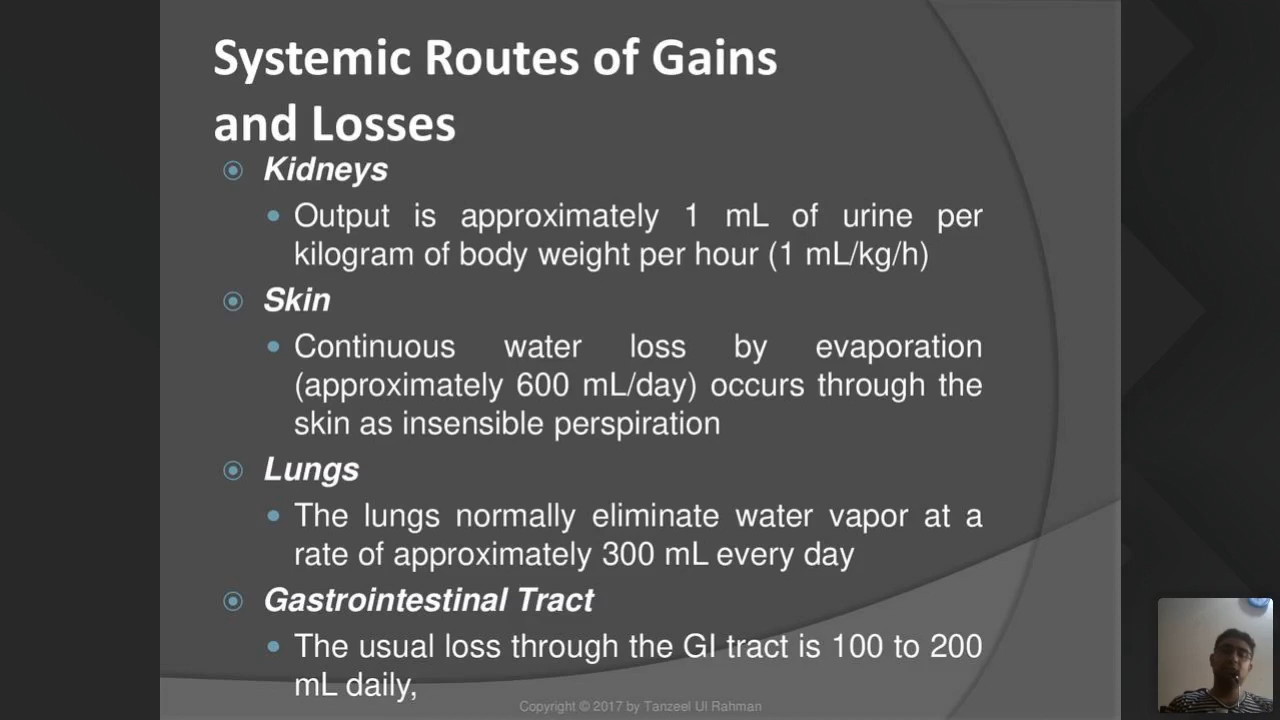 Systemic Routes of Gains
and Losses
Kidneys
Output is approximately 1 mL of urine per
kilogram of body weight per hour (1 mL/kg/h)
Skin
Continuous water loss by evaporation
(approximately 600 mL/day) occurs through the
skin as insensible perspiration
Lungs
The lungs normally eliminate water vapor at a
rate of approximately 300 mL every day
Gastrointestinal Tract
The usual loss through the GI tract is 100 to 200
mL daily,
Copyright © 2017 by Tanzeel Ul Rahman